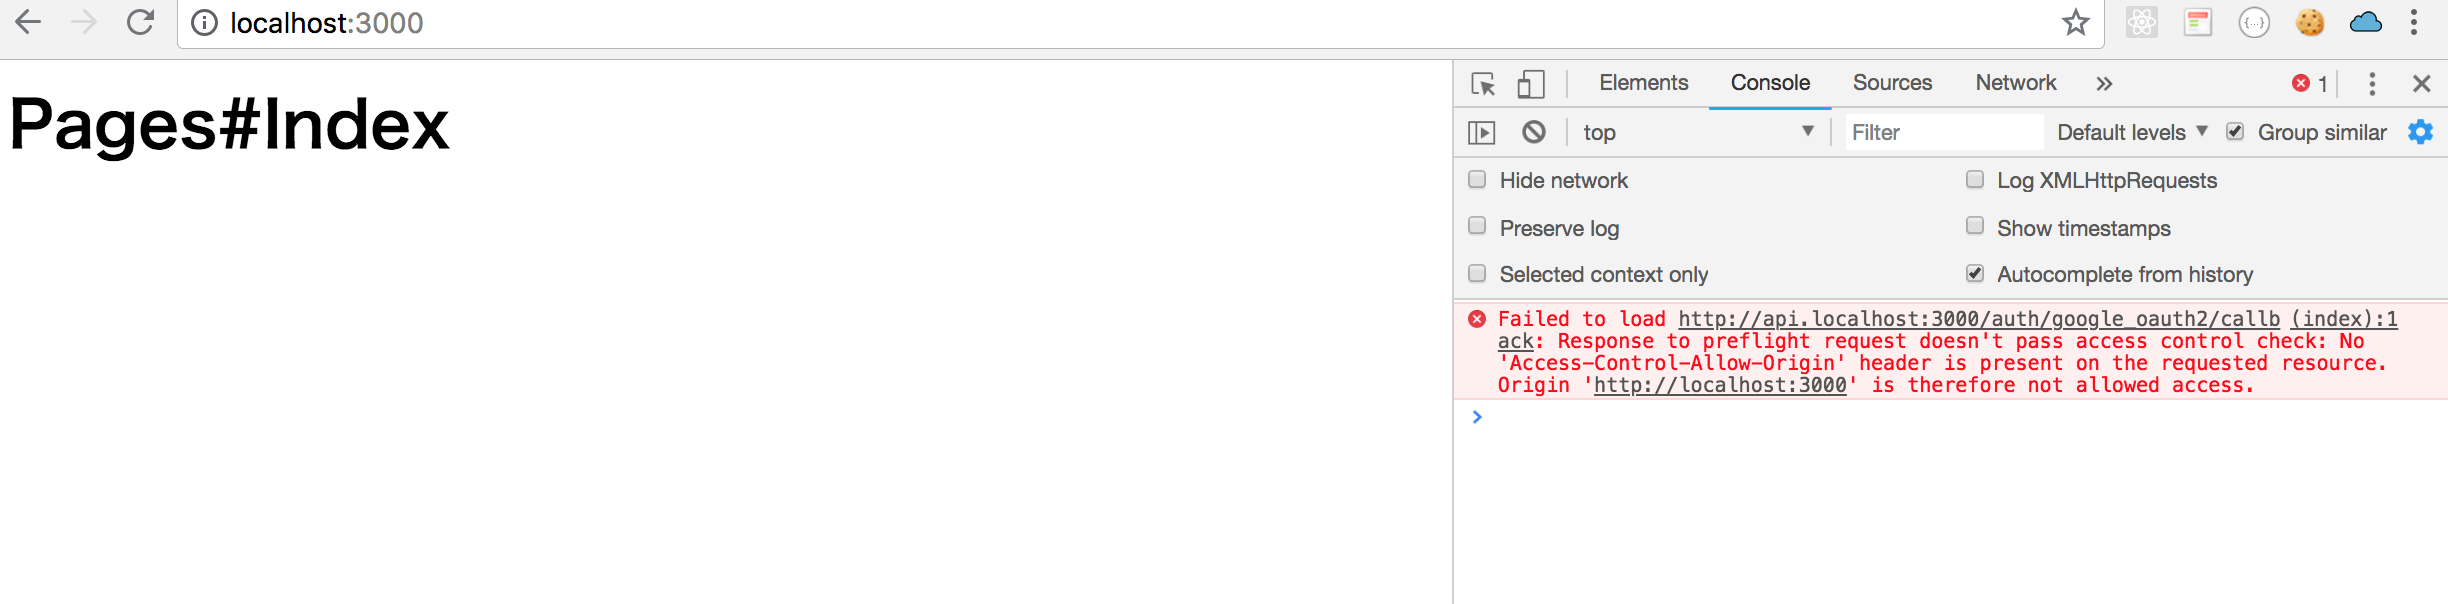 localhost:3000
Pages#Index
Elements Console Sources Network » 1
top Filter Default levels Group similar
Hide network Log XMLHttpRequests
Preserve log Show timestamps
Selected context only Autocomplete from history
Failed to load http://api.localhost:3000/auth/google_oauth2/callb (index):1
ack: Response to preflight request doesn't pass access control check: No
'Access-Control-Allow-Origin' header is present on the requested resource.
Origin 'http://localhost:3000' is therefore not allowed access.